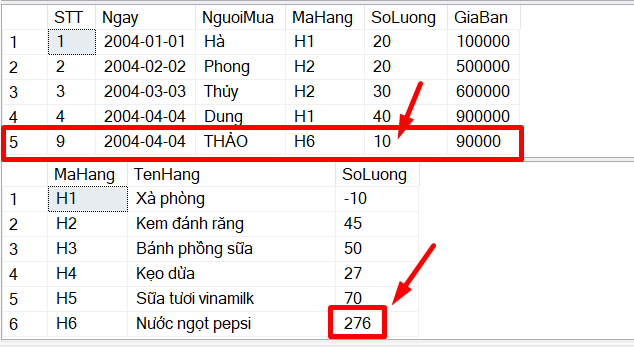 STT Ngay NguoiMua MaHang SoLuong GiaBan
1 1 2004-01-01 Hà H1 20 100000
2 2 2004-02-02 Phong H2 20 500000
3 3 2004-03-03 Thủy H2 30 600000
4 4 2004-04-04 Dung H1 40 900000
5 9 2004-04-04 THẢO H6 10 90000
MaHang TenHang SoLuong
1 H1 Xà phòng -10
2 H2 Kem đánh răng 45
3 H3 Bánh phồng sữa 50
4 H4 Kẹo dừa 27
5 H5 Sữa tươi vinamilk 70
6 H6 Nước ngọt pepsi 276